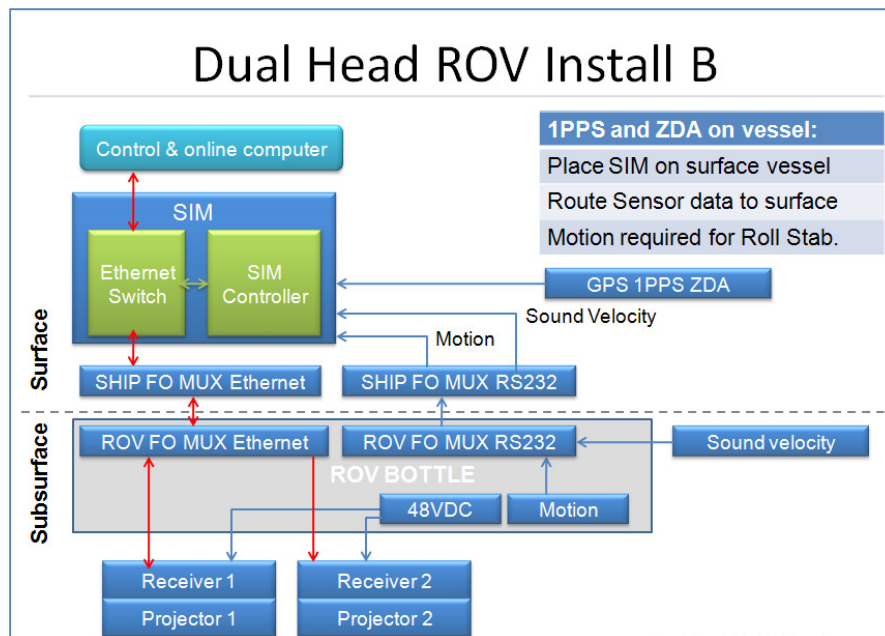 Dual Head ROV Install B
Control & online computer
1PPS and ZDA on vessel:
Place SIM on surface vessel
Route Sensor data to surface
Motion required for Roll Stab.
SIM
Ethernet
Switch
SIM
Controller
GPS 1PPS ZDA
Sound Velocity
Motion
Surface
SHIP FO MUX Ethernet
SHIP FO MUX RS232
Subsurface
ROV FO MUX Ethernet
ROV FO MUX RS232
Sound velocity
ROV BOTTLE
48VDC
Motion
Receiver 1
Projector 1
Receiver 2
Projector 2